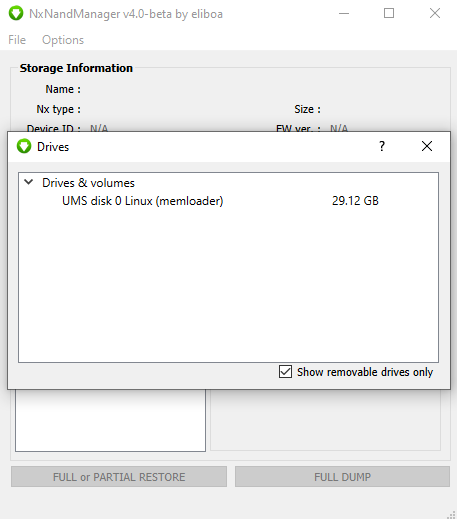 NxNandManager v4.0-beta by eliboa
File Options
Storage Information
Name :
Nx type : Size :
Device ID : N/A FW ver. : N/A
Drives ?
Drives & volumes
UMS disk 0 Linux (memloader) 29.12 GB
Show removable drives only
FULL or PARTIAL RESTORE FULL DUMP